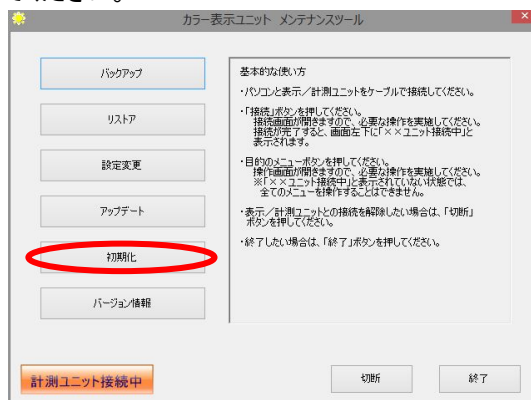 カラー表示ユニット メンテナンスツール
バックアップ
リストア
設定変更
アップデート
初期化
バージョン情報
基本的な使い方
・パソコンと表示／計測ユニットをケーブルで接続してください。
・「接続」ボタンを押してください。
接続画面が開きますので、必要な操作を実施してください。
接続が完了すると、画面左下に「××ユニット接続中」と
表示されます。
・目的のメニューボタンを押してください。
操作画面が開きますので、必要な操作を実施してください。
※「××ユニット接続中」と表示されていない状態では、
全てのメニューを操作することはできません。
・表示／計測ユニットとの接続を解除したい場合は、「切断」
ボタンを押してください。
・終了したい場合は、「終了」ボタンを押してください。
計測ユニット接続中
切断
終了